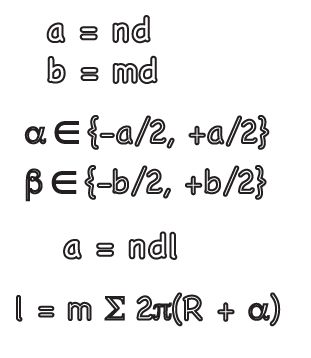 a = nd
b = md
α ∈ {-a/2, +a/2}
β ∈ {-b/2, +b/2}
a = ndl
l = m Σ 2π(R + α)